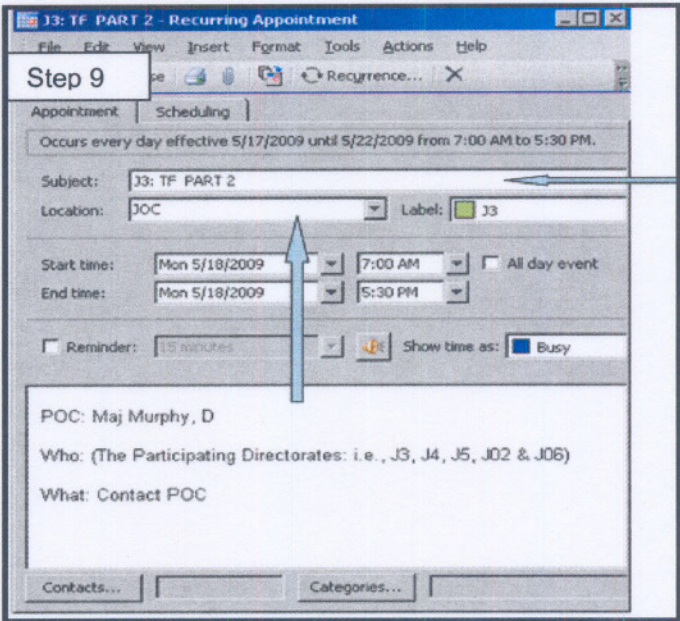 J3: TF PART 2 - Recurring Appointment
File Edit View Insert Format Tools Actions Help
Step 9
se Recurrence...
Appointment Scheduling
Occurs every day effective 5/17/2009 until 5/22/2009 from 7:00 AM to 5:30 PM.
Subject: J3: TF PART 2
Location: JOC Label: J3
Start time: Mon 5/18/2009 7:00 AM All day event
End time: Mon 5/18/2009 5:30 PM
Reminder: 15 minutes Show time as: Busy
POC: Maj Murphy, D
Who: (The Participating Directorates: i.e., J3, J4, J5, J02 & J06)
What: Contact POC
Contacts... Categories...